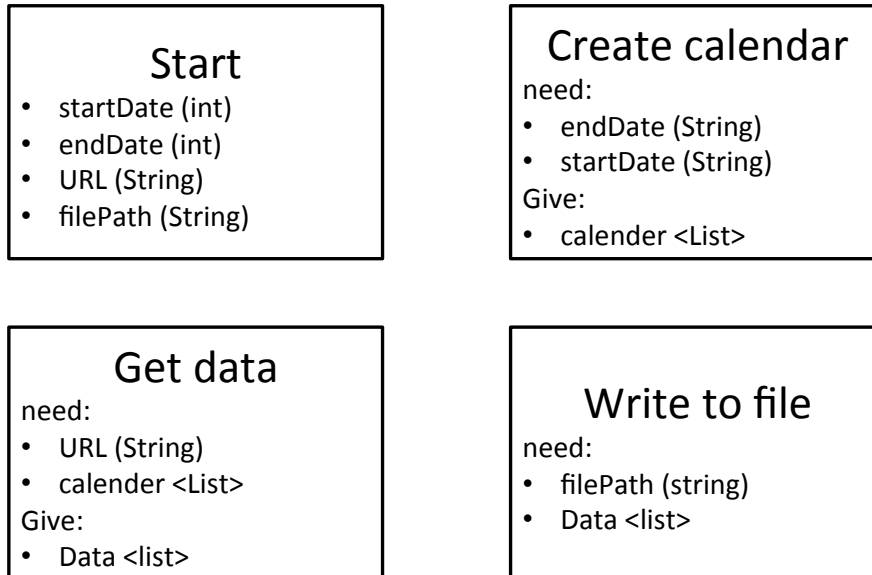 Start
• startDate (int)
• endDate (int)
• URL (String)
• filePath (String)
Create calendar
need:
• endDate (String)
• startDate (String)
Give:
• calender <List>
Get data
need:
• URL (String)
• calender <List>
Give:
• Data <list>
Write to file
need:
• filePath (string)
• Data <list>